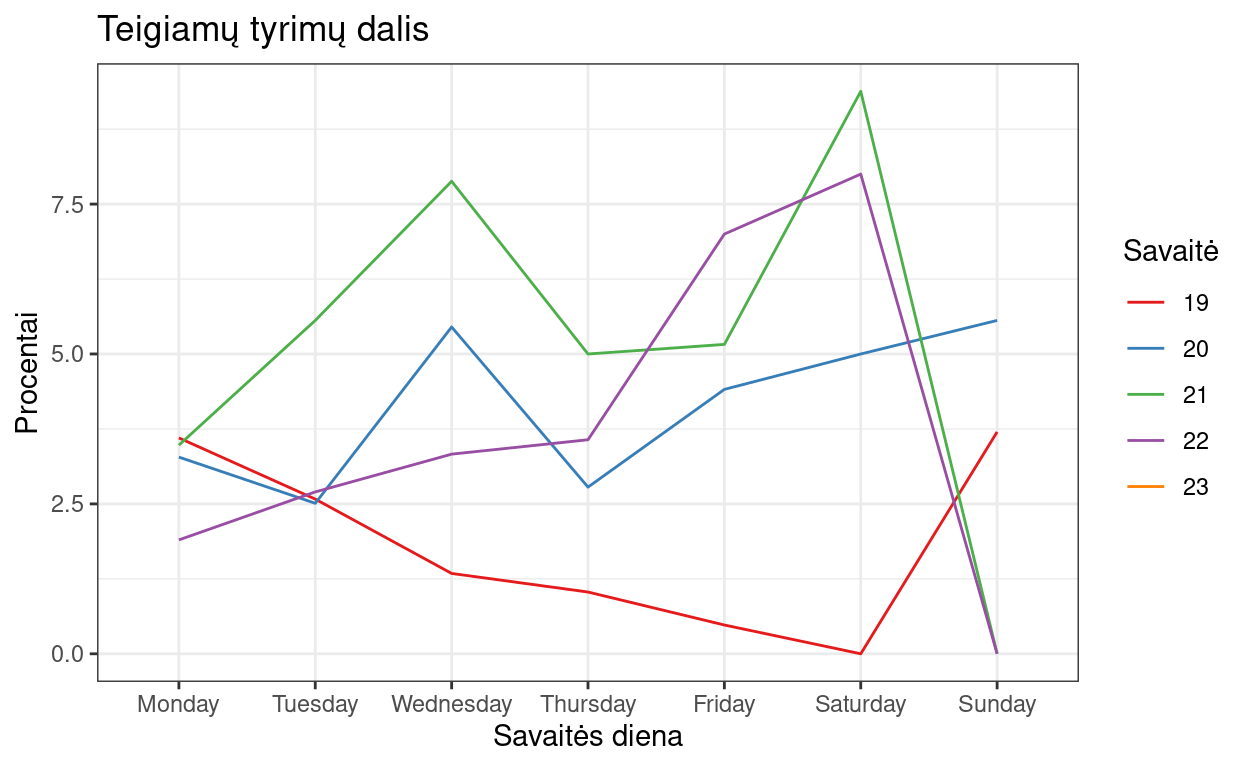 Teigiamų tyrimų dalis
Procentai
7.5
5.0
2.5
0.0
Monday Tuesday Wednesday Thursday Friday Saturday Sunday
Savaitės diena
Savaitė
19
20
21
22
23